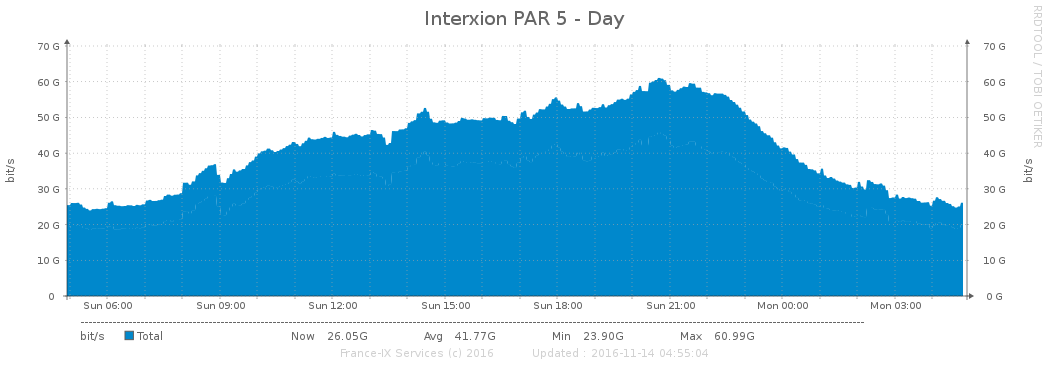 Interxion PAR 5 - Day
RRDTOOL / TOBI OETIKER
bit/s
bit/s
70 G 70 G
60 G 60 G
50 G 50 G
40 G 40 G
30 G 30 G
20 G 20 G
10 G 10 G
0 0 G
Sun 06:00 Sun 09:00 Sun 12:00 Sun 15:00 Sun 18:00 Sun 21:00 Mon 00:00 Mon 03:00
bit/s Total Now 26.05G Avg 41.77G Min 23.90G Max 60.99G
France-IX Services (c) 2016 Updated : 2016-11-14 04:55:04